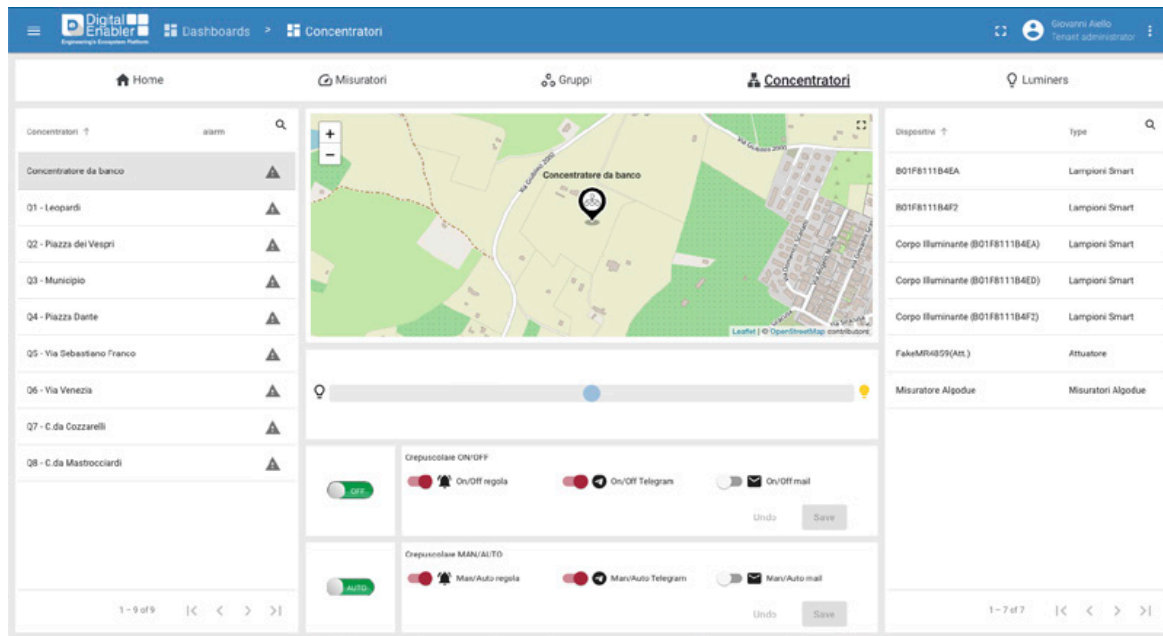 Digital Enabler
Engineering's Ecosystem Platform
Dashboards > Concentratori
Giovanni Aiello
Tenant administrator
Home
Misuratori
Gruppi
Concentratori
Luminers
Concentratori ↑ alarm
Concentratore da banco
Q1 - Leopardi
Q2 - Piazza dei Vespri
Q3 - Municipio
Q4 - Piazza Dante
Q5 - Via Sebastiano Franco
Q6 - Via Venezia
Q7 - C.da Cozzarelli
Q8 - C.da Mastrocciardi
1 – 9 of 9
+
−
Concentratore da banco
Via Giubileo 2000
Via Giubileo 2000
Leaflet | © OpenStreetMap contributors
OFF
Crepuscolare ON/OFF
On/Off regola
On/Off Telegram
On/Off mail
Undo
Save
AUTO
Crepuscolare MAN/AUTO
Man/Auto regola
Man/Auto Telegram
Man/Auto mail
Undo
Save
Dispositivi ↑ Type
B01F8111B4EA Lampioni Smart
B01F8111B4F2 Lampioni Smart
Corpo Illuminante (B01F8111B4EA) Lampioni Smart
Corpo Illuminante (B01F8111B4ED) Lampioni Smart
Corpo Illuminante (B01F8111B4F2) Lampioni Smart
FakeMR4859(Att.) Attuatore
Misuratore Algodue Misuratori Algodue
1 – 7 of 7